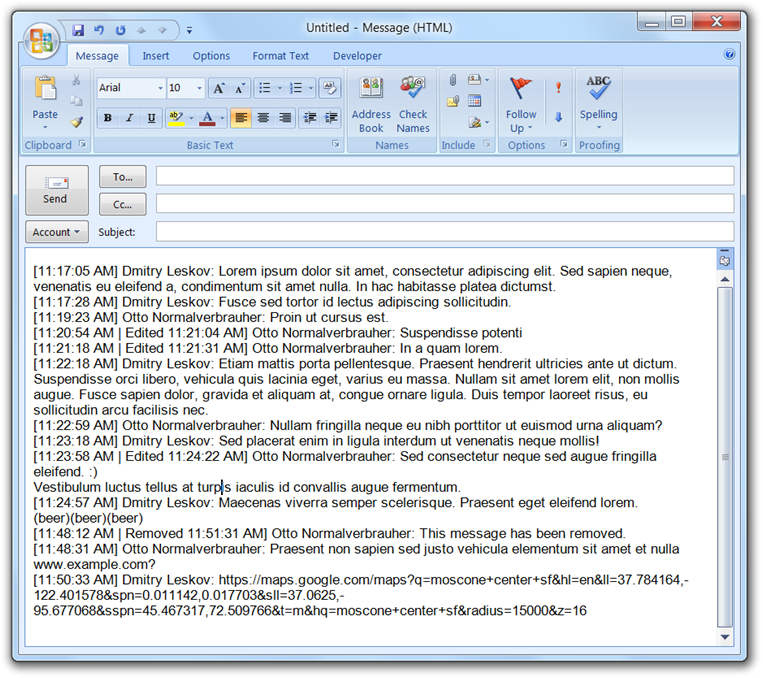 Untitled - Message (HTML)
Message Insert Options Format Text Developer
Arial 10
Paste
B I U
ab A
Address Book
Check Names
Follow Up
ABC
Spelling
Clipboard Basic Text Names Include Options Proofing
Send
To...
Cc...
Account Subject:
[11:17:05 AM] Dmitry Leskov: Lorem ipsum dolor sit amet, consectetur adipiscing elit. Sed sapien neque,
venenatis eu eleifend a, condimentum sit amet nulla. In hac habitasse platea dictumst.
[11:17:28 AM] Dmitry Leskov: Fusce sed tortor id lectus adipiscing sollicitudin.
[11:19:23 AM] Otto Normalverbrauher: Proin ut cursus est.
[11:20:54 AM | Edited 11:21:04 AM] Otto Normalverbrauher: Suspendisse potenti
[11:21:18 AM | Edited 11:21:31 AM] Otto Normalverbrauher: In a quam lorem.
[11:22:18 AM] Dmitry Leskov: Etiam mattis porta pellentesque. Praesent hendrerit ultricies ante ut dictum.
Suspendisse orci libero, vehicula quis lacinia eget, varius eu massa. Nullam sit amet lorem elit, non mollis
augue. Fusce sapien dolor, gravida et aliquam at, congue ornare ligula. Duis tempor laoreet risus, eu
sollicitudin arcu facilisis nec.
[11:22:59 AM] Otto Normalverbrauher: Nullam fringilla neque eu nibh porttitor ut euismod urna aliquam?
[11:23:18 AM] Dmitry Leskov: Sed placerat enim in ligula interdum ut venenatis neque mollis!
[11:23:58 AM | Edited 11:24:22 AM] Otto Normalverbrauher: Sed consectetur neque sed augue fringilla
eleifend. :)
Vestibulum luctus tellus at turpis iaculis id convallis augue fermentum.
[11:24:57 AM] Dmitry Leskov: Maecenas viverra semper scelerisque. Praesent eget eleifend lorem.
(beer)(beer)(beer)
[11:48:12 AM | Removed 11:51:31 AM] Otto Normalverbrauher: This message has been removed.
[11:48:31 AM] Otto Normalverbrauher: Praesent non sapien sed justo vehicula elementum sit amet et nulla
www.example.com?
[11:50:33 AM] Dmitry Leskov: https://maps.google.com/maps?q=moscone+center+sf&hl=en&ll=37.784164,-
122.401578&spn=0.011142,0.017703&sll=37.0625,-
95.677068&sspn=45.467317,72.509766&t=m&hq=moscone+center+sf&radius=15000&z=16